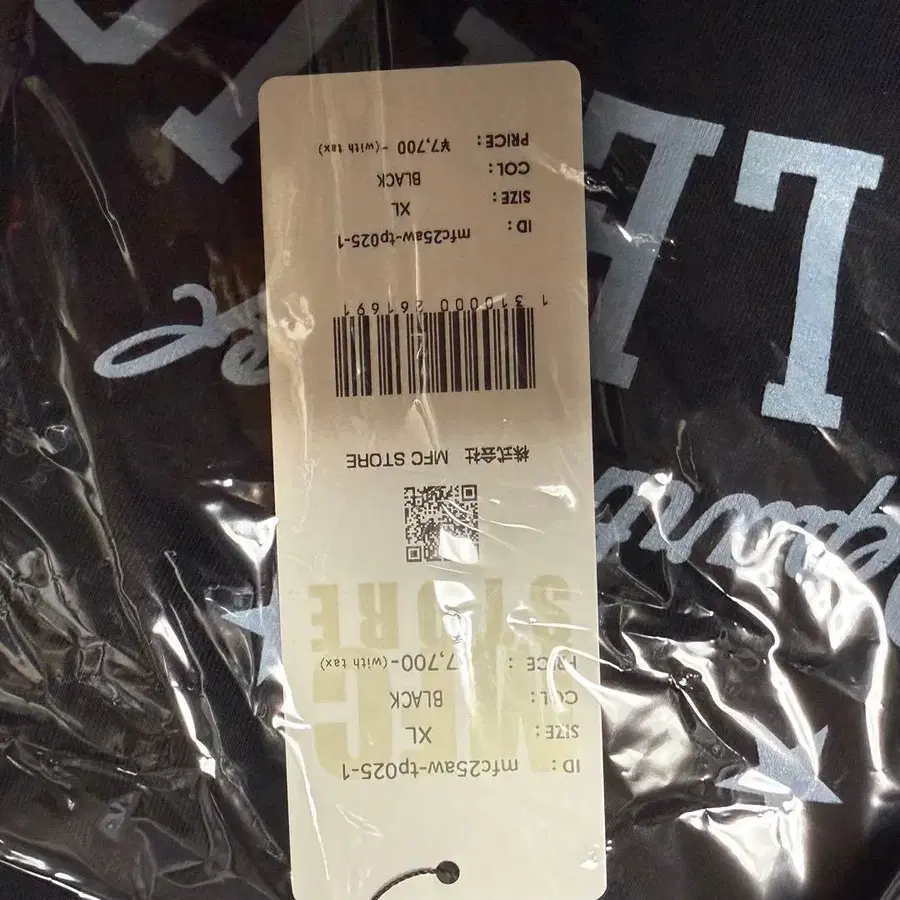 MFC
STORE
ID: mfc25aw-tp025-1
SIZE: XL
COL: BLACK
PRICE: ¥7,700-(with tax)
株式会社 MFC STORE
1 310000 261691
ID: mfc25aw-tp025-1
SIZE: XL
COL: BLACK
PRICE: ¥7,700-(with tax)